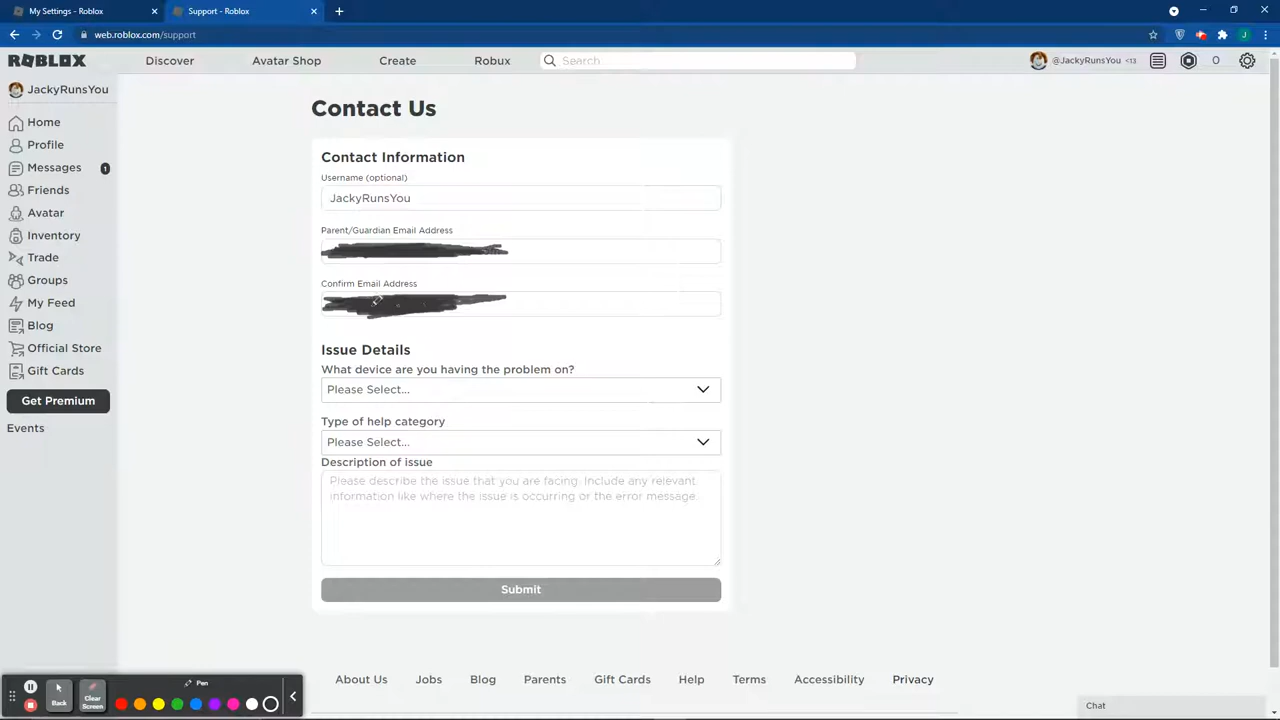 My Settings - Roblox
Support - Roblox
web.roblox.com/support
J
ROBLOX
Discover
Avatar Shop
Create
Robux
Search
@JackyRunsYou <13
0
JackyRunsYou
Home
Profile
Messages
1
Friends
Avatar
Inventory
Trade
Groups
My Feed
Blog
Official Store
Gift Cards
Get Premium
Events
Contact Us
Contact Information
Username (optional)
JackyRunsYou
Parent/Guardian Email Address
Confirm Email Address
Issue Details
What device are you having the problem on?
Please Select...
Type of help category
Please Select...
Description of issue
Please describe the issue that you are facing. Include any relevant
information like where the issue is occurring or the error message.
Submit
About Us
Jobs
Blog
Parents
Gift Cards
Help
Terms
Accessibility
Privacy
Pen
Back
Clear
Screen
Chat